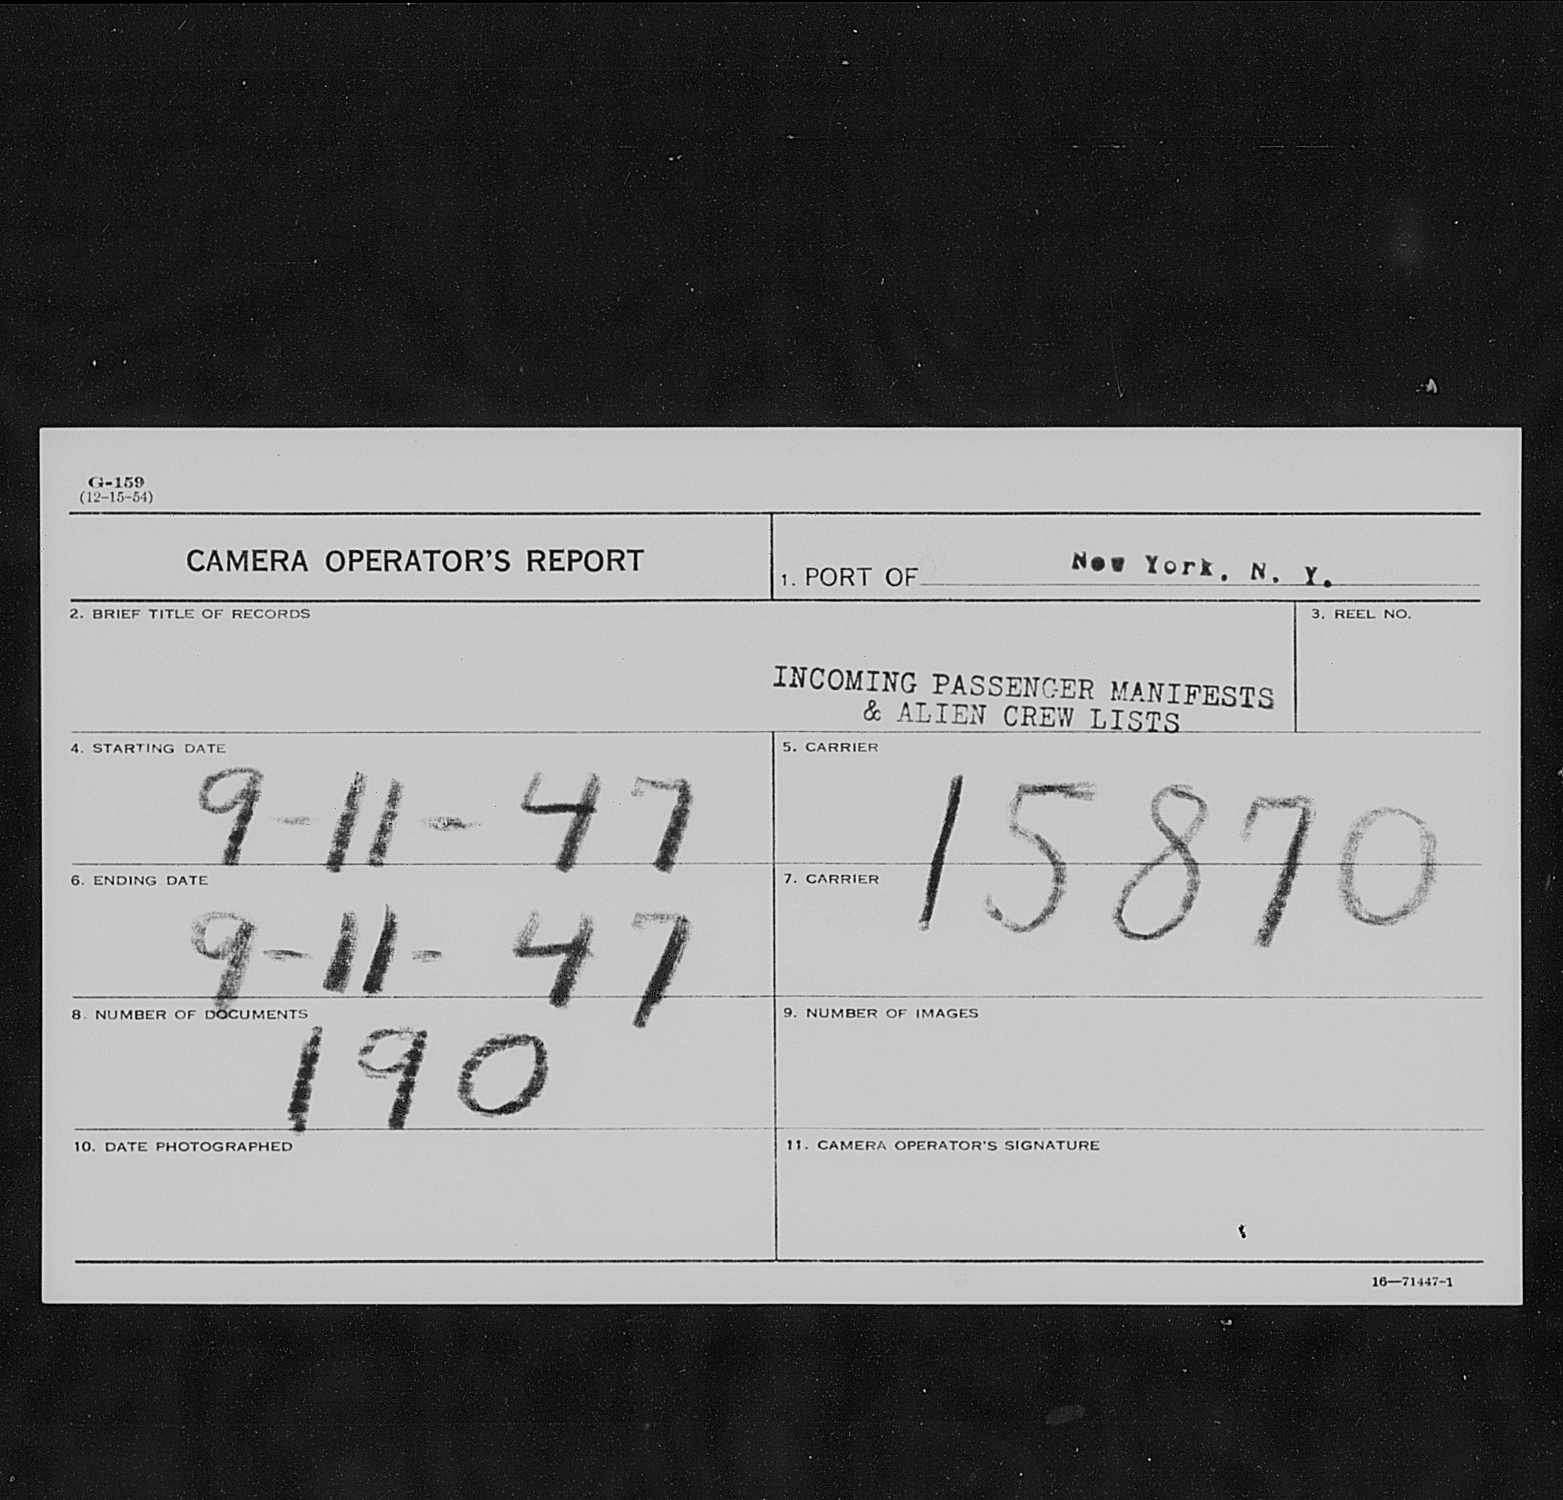 G-159
(12-15-54)
CAMERA OPERATOR'S REPORT
1. PORT OF New York, N. Y.
2. BRIEF TITLE OF RECORDS
3. REEL NO.
INCOMING PASSENGER MANIFESTS
& ALIEN CREW LISTS
4. STARTING DATE
9-11-47
5. CARRIER
15870
6. ENDING DATE
9-11-47
7. CARRIER
8. NUMBER OF DOCUMENTS
190
9. NUMBER OF IMAGES
10. DATE PHOTOGRAPHED
11. CAMERA OPERATOR'S SIGNATURE
16—71447-1